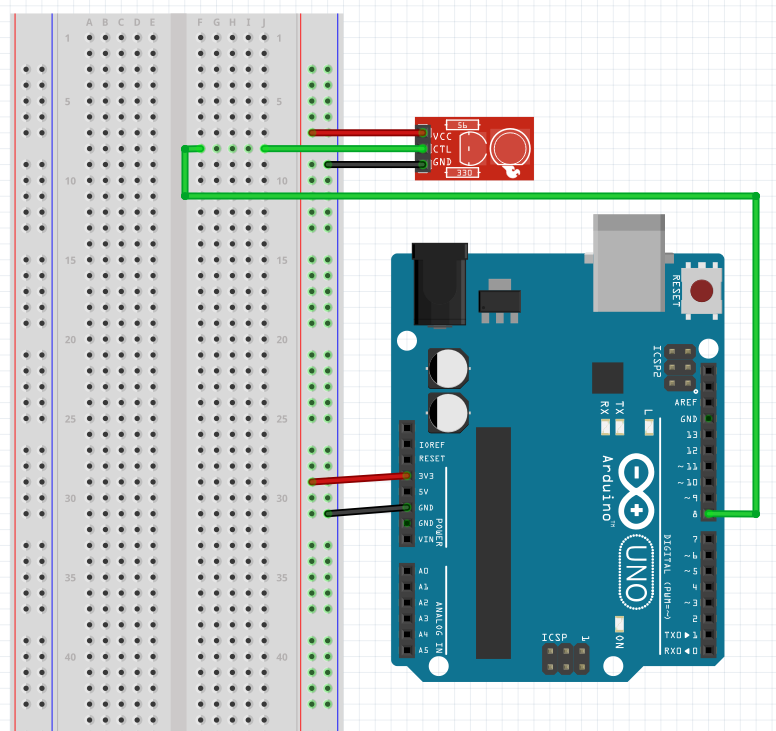 A B C D E F G H I J
1 1
5 5
10 10
15 15
20 20
25 25
30 30
35 35
40 40
56
VCC
CTL
GND
330
RESET
ICSP2
AREF
GND
13
12
~11
~10
~9
8
7
~6
~5
4
~3
2
TX0▶1
RX0◀0
RX TX L
IOREF
RESET
3V3
5V
GND
GND
VIN
POWER
A0
A1
A2
A3
A4
A5
ANALOG IN
Arduino™
UNO
DIGITAL (PWM=~)
ON
ICSP 1